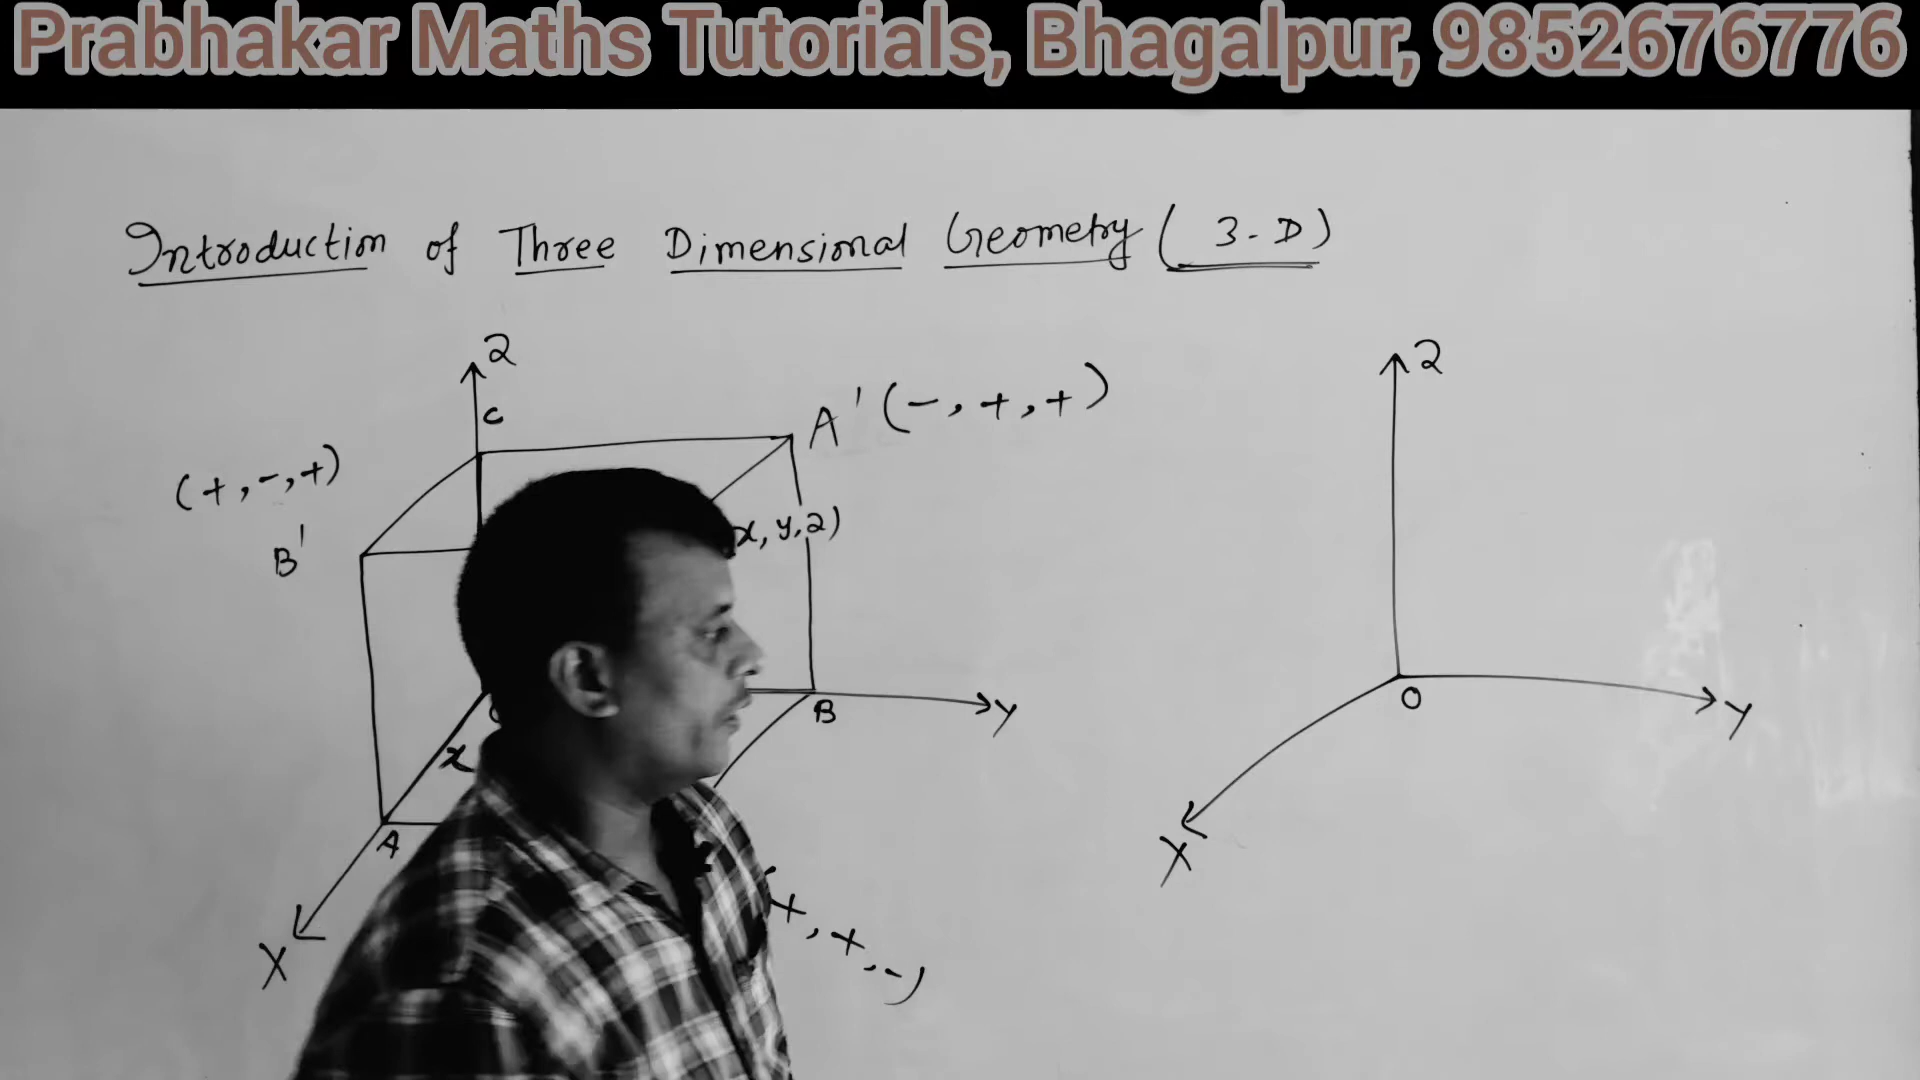 Prabhakar Maths Tutorials, Bhagalpur, 9852676776
Introduction of Three Dimensional Geometry ( 3-D )
Z
C
A' (-, +, +)
(+, -, +)
B'
x, y, z)
x
B
Y
A
X
+, +, -)
Z
O
Y
X